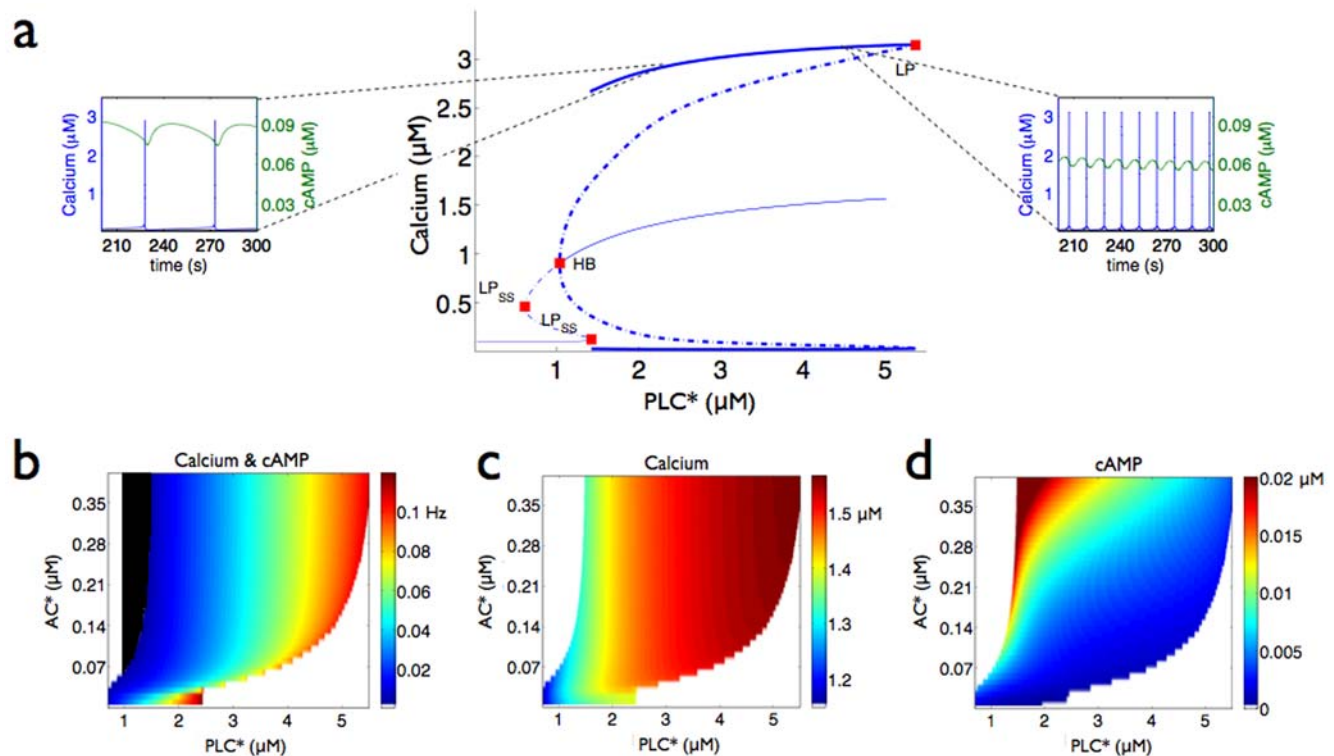 a
3
2.5
2
1.5
1
0.5
Calcium (µM)
1 2 3 4 5
PLC* (µM)
LP
HB
LPSS
LPSS
3
2
1
Calcium (µM)
0.09
0.06
0.03
cAMP (µM)
210 240 270 300
time (s)
3
2
1
Calcium (µM)
0.09
0.06
0.03
cAMP (µM)
210 240 270 300
time (s)
b
Calcium & cAMP
0.35
0.28
0.21
0.14
0.07
AC* (µM)
1 2 3 4 5
PLC* (µM)
0.1 Hz
0.08
0.06
0.04
0.02
c
Calcium
0.35
0.28
0.21
0.14
0.07
AC* (µM)
1 2 3 4 5
PLC* (µM)
1.5 µM
1.4
1.3
1.2
d
cAMP
0.35
0.28
0.21
0.14
0.07
AC* (µM)
1 2 3 4 5
PLC* (µM)
0.02 µM
0.015
0.01
0.005
0